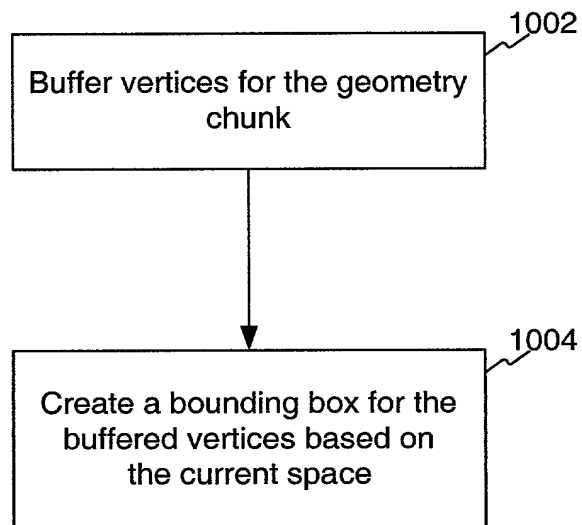 1002
Buffer vertices for the geometry
chunk
1004
Create a bounding box for the
buffered vertices based on
the current space